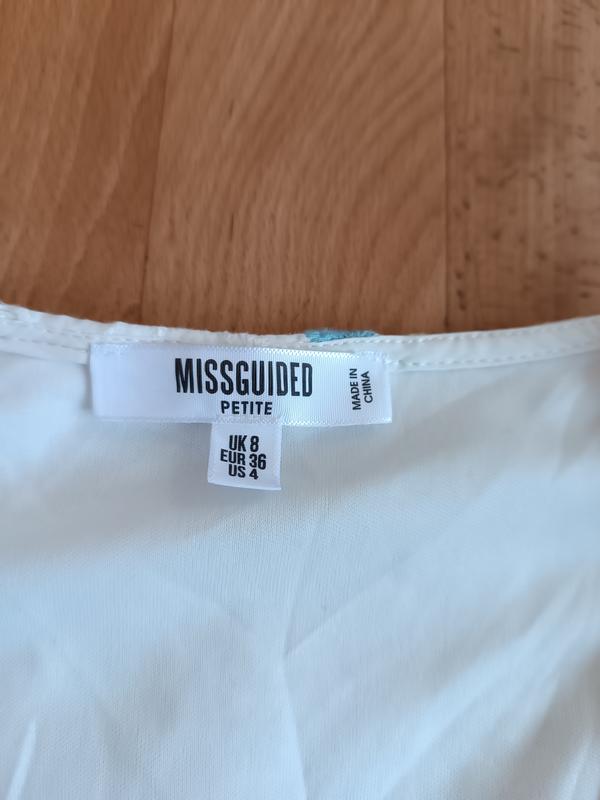 MISSGUIDED
PETITE
MADE IN
CHINA
UK 8
EUR 36
US 4